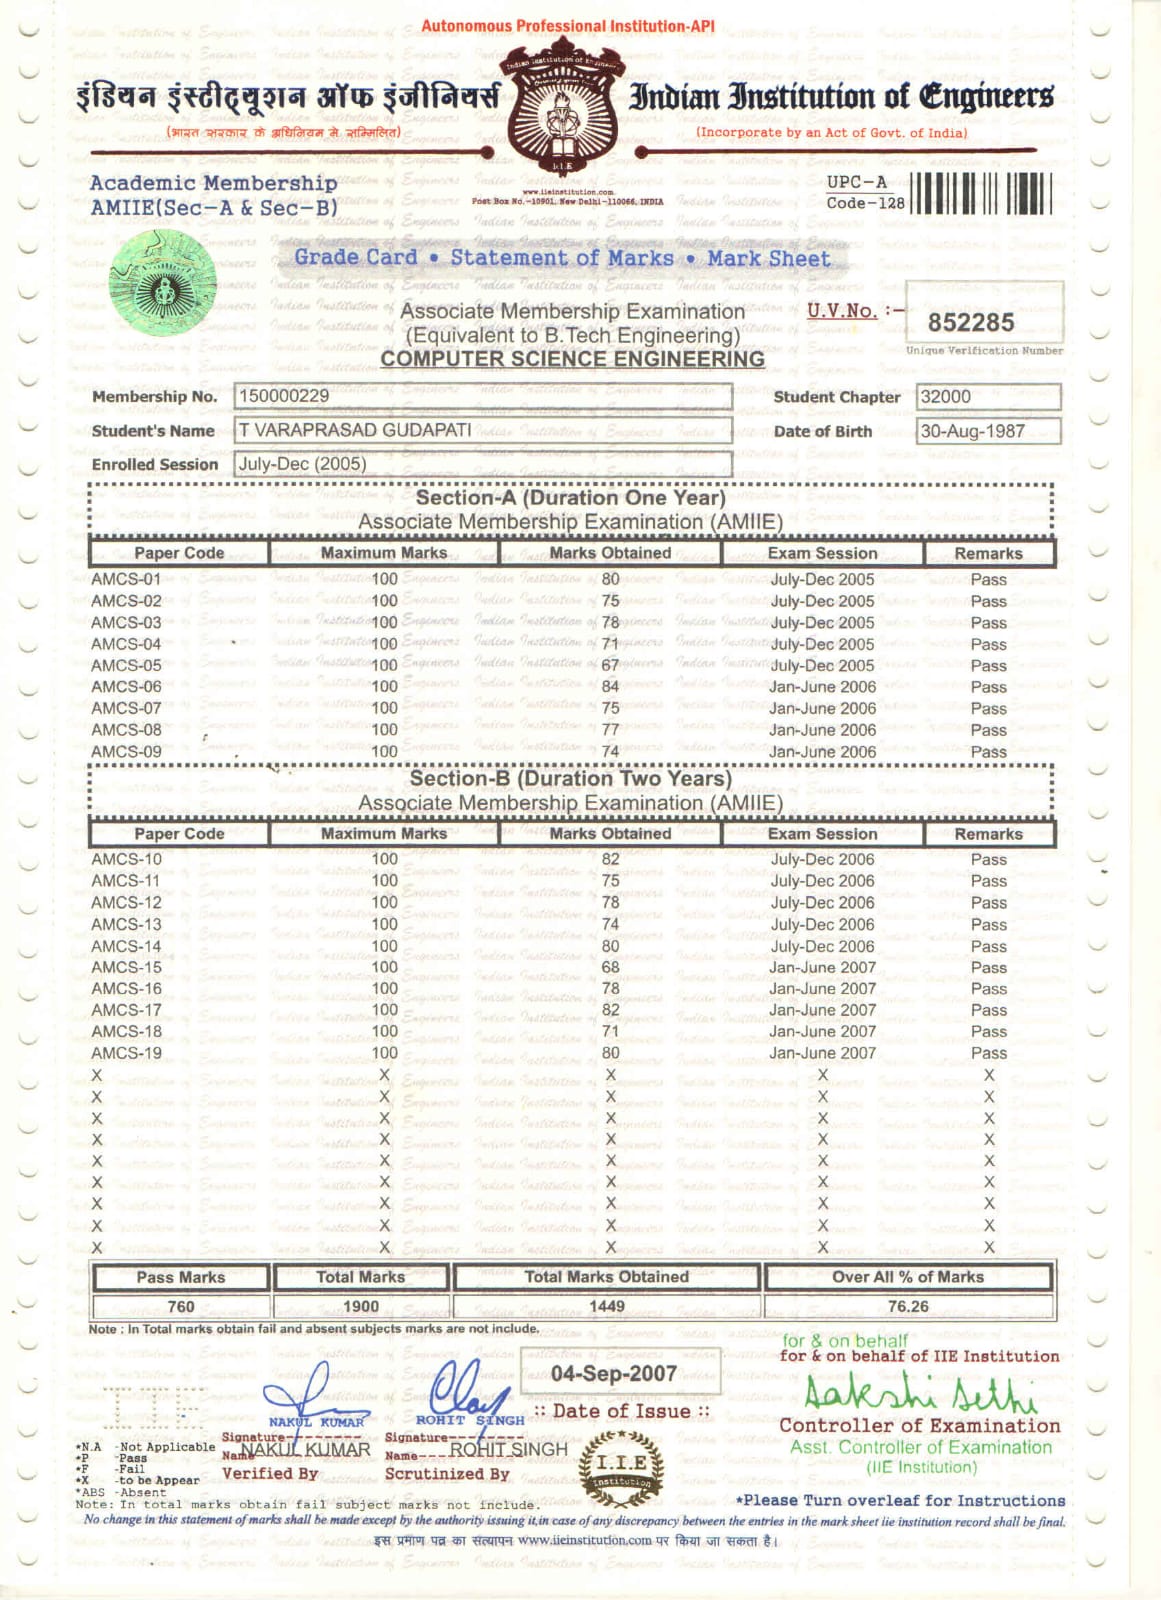 Autonomous Professional Institution-API
इंडियन इंस्टीट्यूशन ऑफ इंजीनियर्स
Indian Institution of Engineers
(भारत सरकार के अधिनियम मे सम्मिलित)
(Incorporate by an Act of Govt. of India)
I.I.E
www.iieinstitution.com
Post Box No.-10901, New Delhi-110066, INDIA
Academic Membership
AMIIE(Sec-A & Sec-B)
UPC-A
Code-128
Grade Card • Statement of Marks • Mark Sheet
Associate Membership Examination
(Equivalent to B.Tech Engineering)
COMPUTER SCIENCE ENGINEERING
U.V.No. :-
852285
Unique Verification Number
Membership No. 150000229 Student Chapter 32000
Student's Name T VARAPRASAD GUDAPATI Date of Birth 30-Aug-1987
Enrolled Session July-Dec (2005)
Section-A (Duration One Year)
Associate Membership Examination (AMIIE)
Paper Code Maximum Marks Marks Obtained Exam Session Remarks
AMCS-01 100 80 July-Dec 2005 Pass
AMCS-02 100 75 July-Dec 2005 Pass
AMCS-03 100 78 July-Dec 2005 Pass
AMCS-04 100 71 July-Dec 2005 Pass
AMCS-05 100 67 July-Dec 2005 Pass
AMCS-06 100 84 Jan-June 2006 Pass
AMCS-07 100 75 Jan-June 2006 Pass
AMCS-08 100 77 Jan-June 2006 Pass
AMCS-09 100 74 Jan-June 2006 Pass
Section-B (Duration Two Years)
Associate Membership Examination (AMIIE)
Paper Code Maximum Marks Marks Obtained Exam Session Remarks
AMCS-10 100 82 July-Dec 2006 Pass
AMCS-11 100 75 July-Dec 2006 Pass
AMCS-12 100 78 July-Dec 2006 Pass
AMCS-13 100 74 July-Dec 2006 Pass
AMCS-14 100 80 July-Dec 2006 Pass
AMCS-15 100 68 Jan-June 2007 Pass
AMCS-16 100 78 Jan-June 2007 Pass
AMCS-17 100 82 Jan-June 2007 Pass
AMCS-18 100 71 Jan-June 2007 Pass
AMCS-19 100 80 Jan-June 2007 Pass
X X X X X
X X X X X
X X X X X
X X X X X
X X X X X
X X X X X
X X X X X
X X X X X
X X X X X
Pass Marks Total Marks Total Marks Obtained Over All % of Marks
760 1900 1449 76.26
Note : In Total marks obtain fail and absent subjects marks are not include.
for & on behalf
for & on behalf of IIE Institution
04-Sep-2007
:: Date of Issue ::
Sakshi Sethi
IIE
NAKUL KUMAR
ROHIT SINGH
Controller of Examination
Asst. Controller of Examination
(IIE Institution)
Signature
Name NAKUL KUMAR
Verified By
Signature
Name ROHIT SINGH
Scrutinized By
I.I.E
Institution
*N.A -Not Applicable
*P -Pass
*F -Fail
*X -to be Appear
*ABS -Absent
*Please Turn overleaf for Instructions
Note: In total marks obtain fail subject marks not include.
No change in this statement of marks shall be made except by the authority issuing it,in case of any discrepancy between the entries in the mark sheet iie institution record shall be final.
इस प्रमाण पत्र का सत्यापन www.iieinstitution.com पर किया जा सकता है।